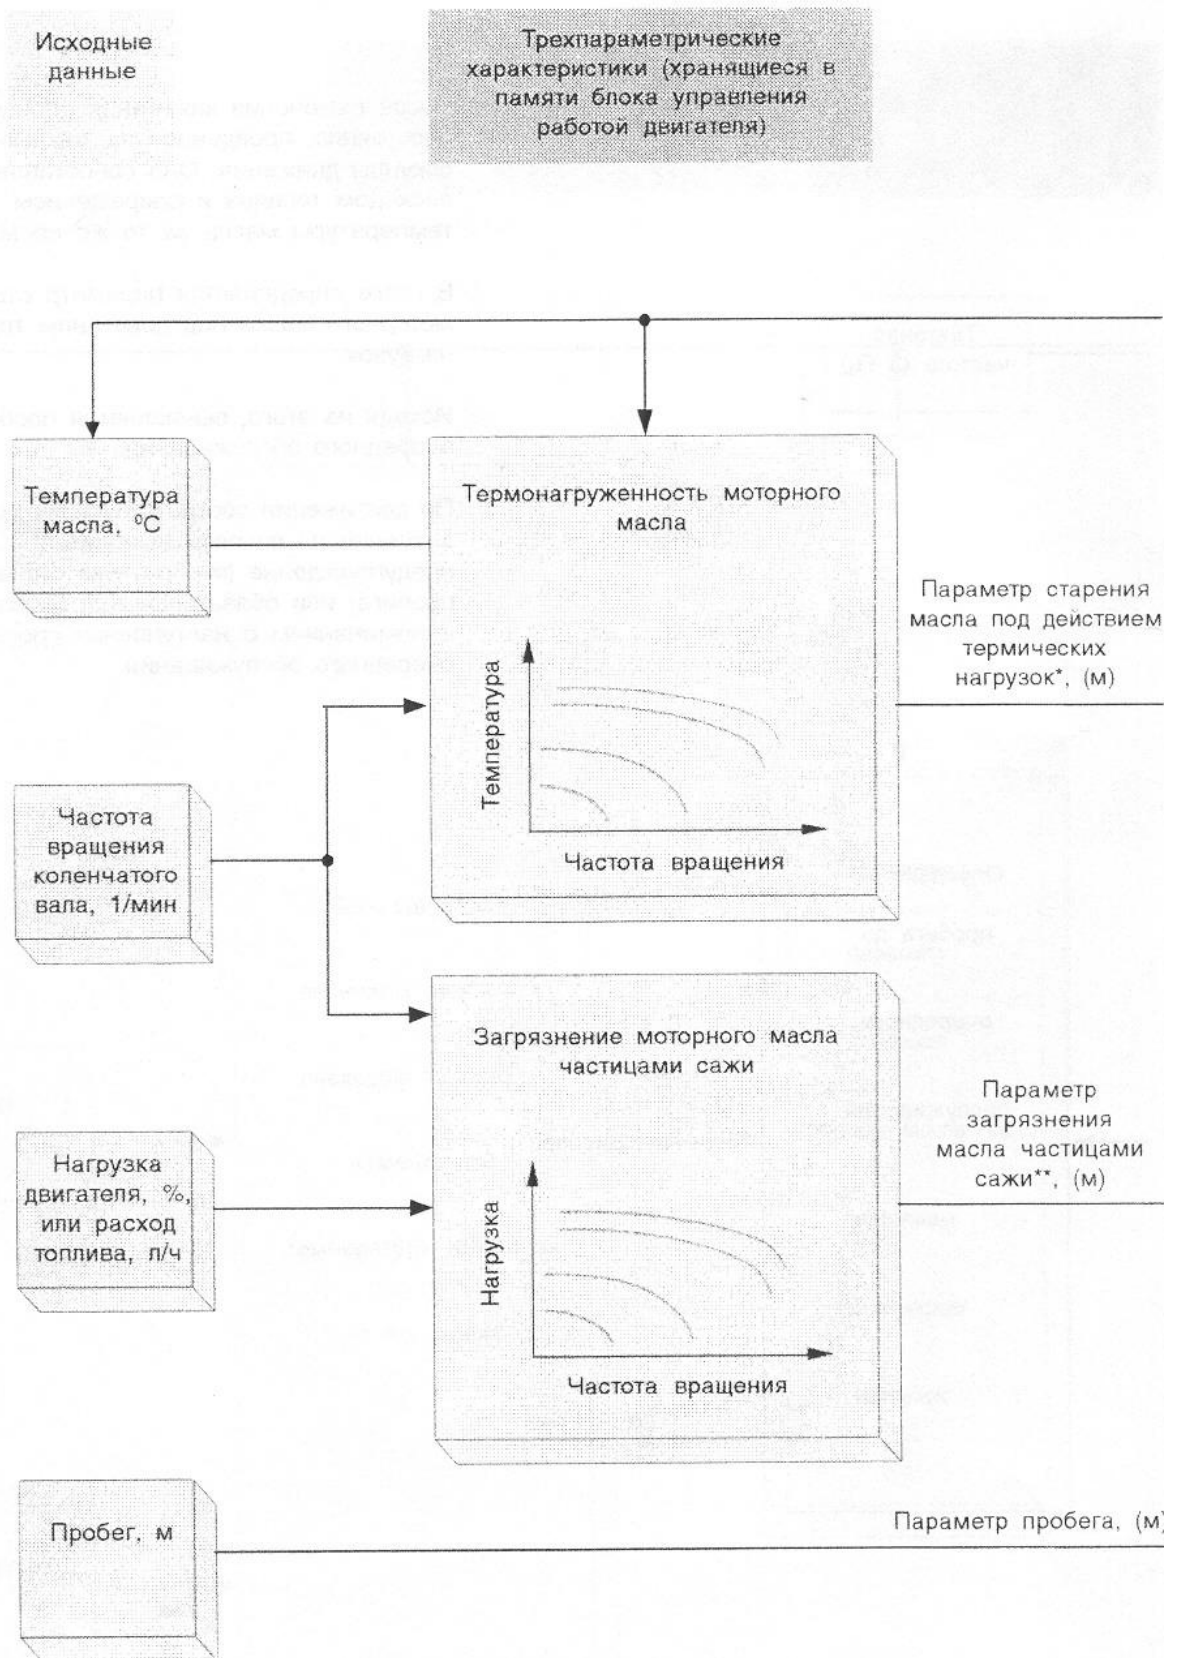 Исходные
данные
Трехпараметрические
характеристики (хранящиеся в
памяти блока управления
работой двигателя)
Температура
масла, ⁰С
Термонагруженность моторного
масла
Температура
Частота вращения
Параметр старения
масла под действием
термических
нагрузок*, (м)
Частота
вращения
коленчатого
вала, 1/мин
Загрязнение моторного масла
частицами сажи
Нагрузка
Частота вращения
Параметр
загрязнения
масла частицами
сажи**, (м)
Нагрузка
двигателя, %,
или расход
топлива, л/ч
Пробег, м
Параметр пробега, (м)